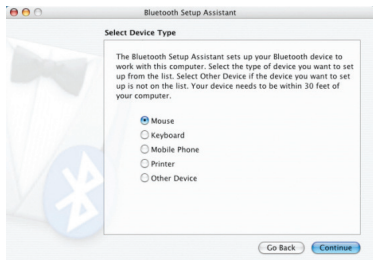 Bluetooth Setup Assistant
Select Device Type
The Bluetooth Setup Assistant sets up your Bluetooth device to
work with this computer. Select the type of device you want to set
up from the list. Select Other Device if the device you want to set
up is not on the list. Your device needs to be within 30 feet of
your computer.
Mouse
Keyboard
Mobile Phone
Printer
Other Device
Go Back
Continue